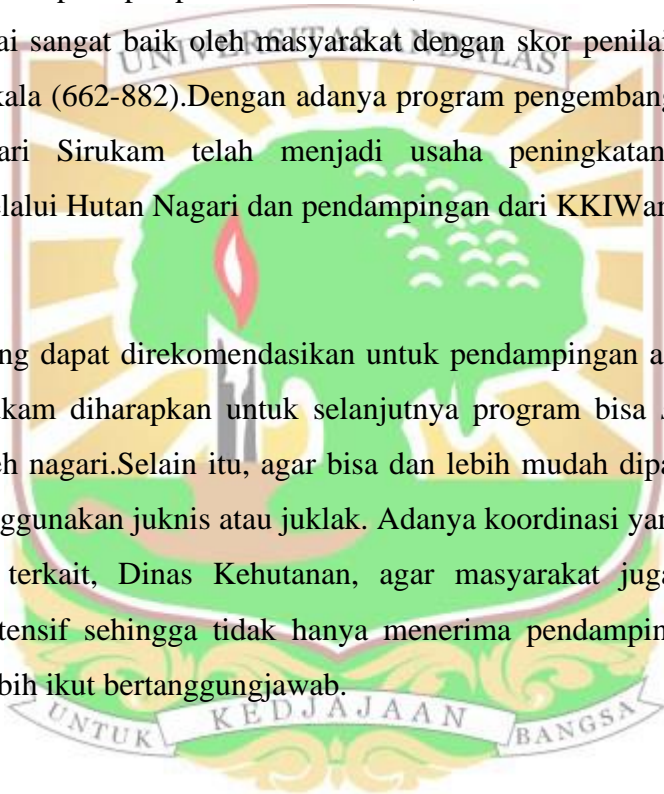 UNIVERSITAS ANDALAS
ai sangat baik oleh masyarakat dengan skor penilai
kala (662-882).Dengan adanya program pengembang
ari Sirukam telah menjadi usaha peningkatan
elalui Hutan Nagari dan pendampingan dari KKIWar
ng dapat direkomendasikan untuk pendampingan a
kam diharapkan untuk selanjutnya program bisa
eh nagari.Selain itu, agar bisa dan lebih mudah dipa
ggunakan juknis atau juklak. Adanya koordinasi yan
terkait, Dinas Kehutanan, agar masyarakat juga
tensif sehingga tidak hanya menerima pendampin
bih ikut bertanggungjawab.
UNTUK KEDJAJAAN BANGSA